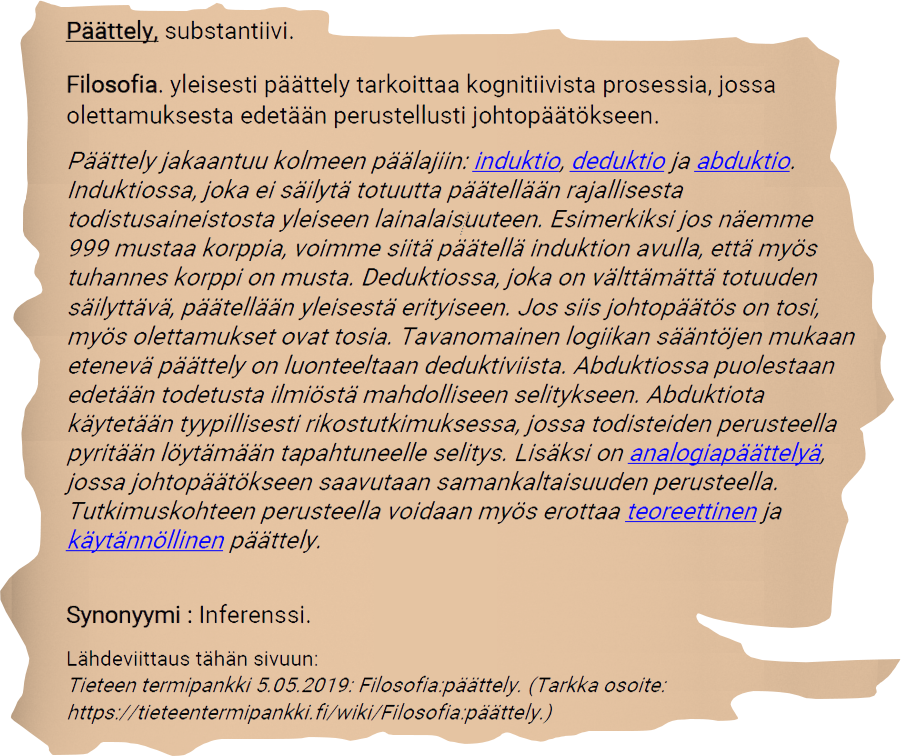 Päättely, substantiivi.
Filosofia. yleisesti päättely tarkoittaa kognitiivista prosessia, jossa
olettamuksesta edetään perustellusti johtopäätökseen.
Päättely jakaantuu kolmeen päälajiin: induktio, deduktio ja abduktio.
Induktiossa, joka ei säilytä totuutta päätellään rajallisesta
todistusaineistosta yleiseen lainalaisuuteen. Esimerkiksi jos näemme
999 mustaa korppia, voimme siitä päätellä induktion avulla, että myös
tuhannes korppi on musta. Deduktiossa, joka on välttämättä totuuden
säilyttävä, päätellään yleisestä erityiseen. Jos siis johtopäätös on tosi,
myös olettamukset ovat tosia. Tavanomainen logiikan sääntöjen mukaan
etenevä päättely on luonteeltaan deduktiviista. Abduktiossa puolestaan
edetään todetusta ilmiöstä mahdolliseen selitykseen. Abduktiota
käytetään tyypillisesti rikostutkimuksessa, jossa todisteiden perusteella
pyritään löytämään tapahtuneelle selitys. Lisäksi on analogiapäättelyä,
jossa johtopäätökseen saavutaan samankaltaisuuden perusteella.
Tutkimuskohteen perusteella voidaan myös erottaa teoreettinen ja
käytännöllinen päättely.
Synonyymi : Inferenssi.
Lähdeviittaus tähän sivuun:
Tieteen termipankki 5.05.2019: Filosofia:päättely. (Tarkka osoite:
https://tieteentermipankki.fi/wiki/Filosofia:päättely.)